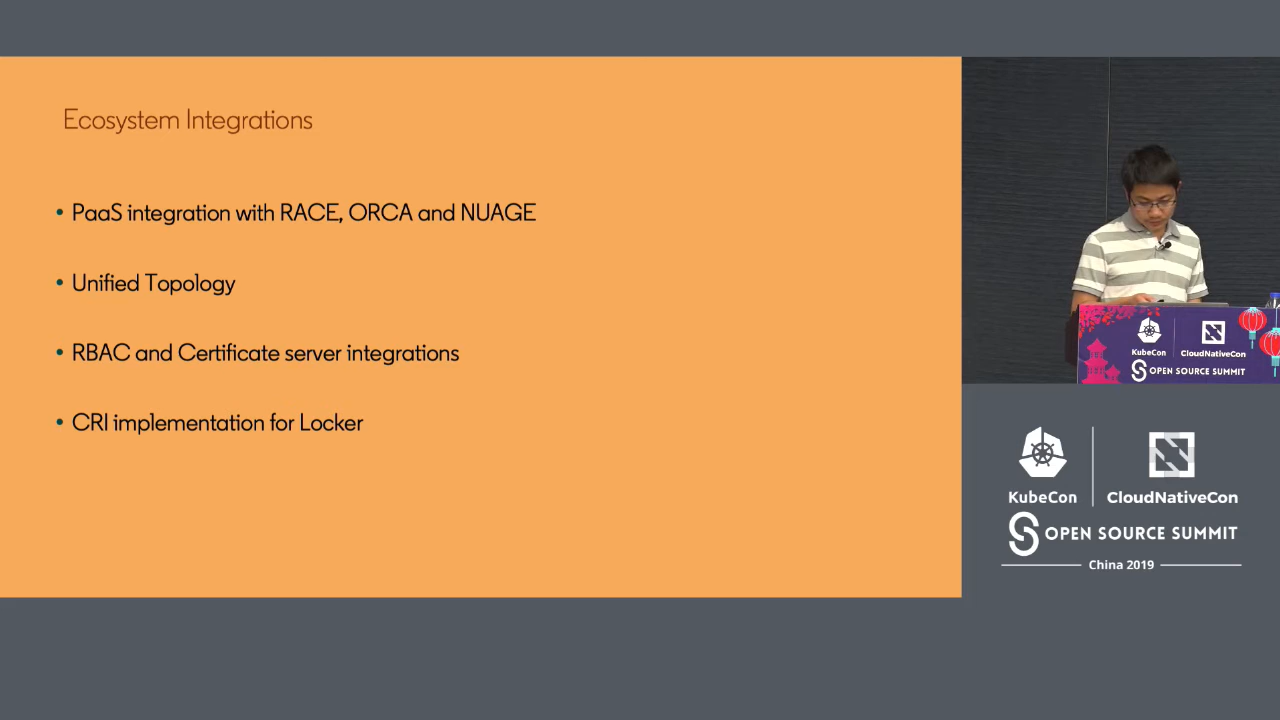 Ecosystem Integrations
• PaaS integration with RACE, ORCA and NUAGE
• Unified Topology
• RBAC and Certificate server integrations
• CRI implementation for Locker
KubeCon
CloudNativeCon
OPEN SOURCE SUMMIT
KubeCon
CloudNativeCon
OPEN SOURCE SUMMIT
China 2019